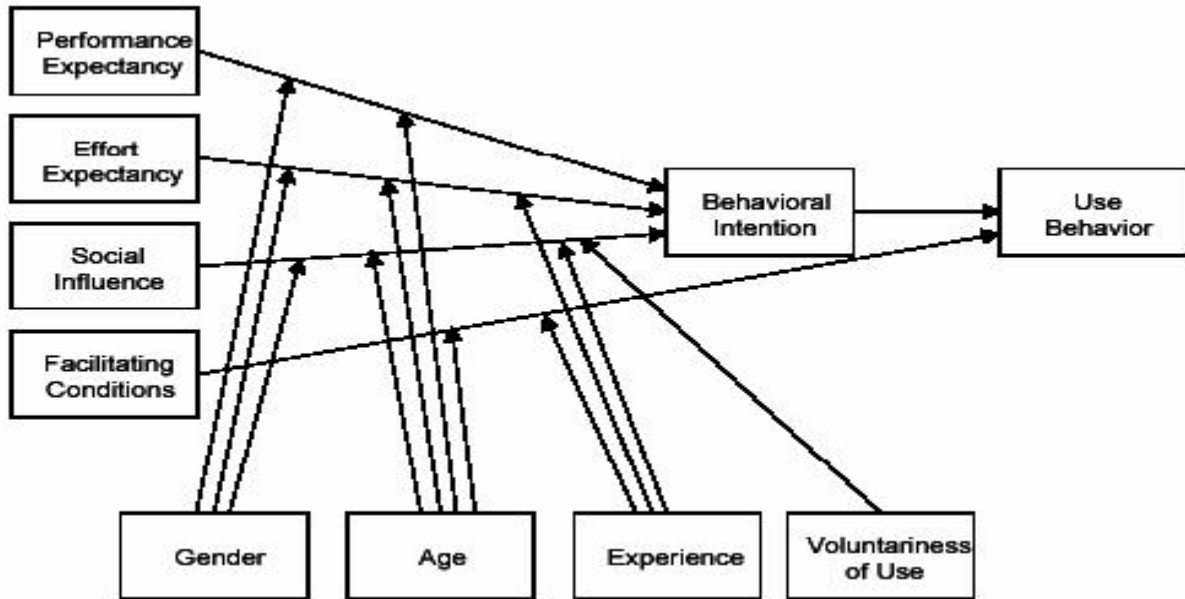 Performance
Expectancy
Effort
Expectancy
Social
Influence
Facilitating
Conditions
Behavioral
Intention
Use
Behavior
Gender
Age
Experience
Voluntariness
of Use